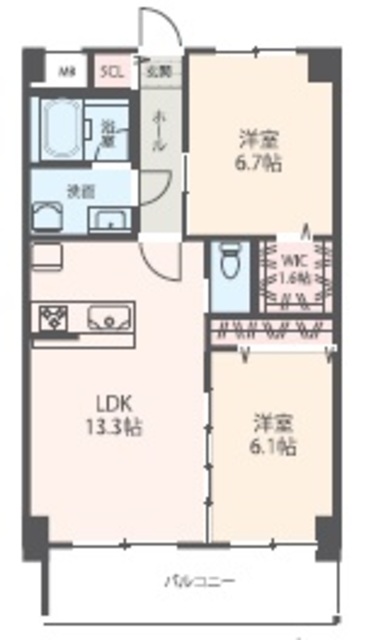 MB
SCL
玄関
浴室
ホール
洋室
6.7帖
洗面
WIC
1.6帖
LDK
13.3帖
洋室
6.1帖
バルコニー